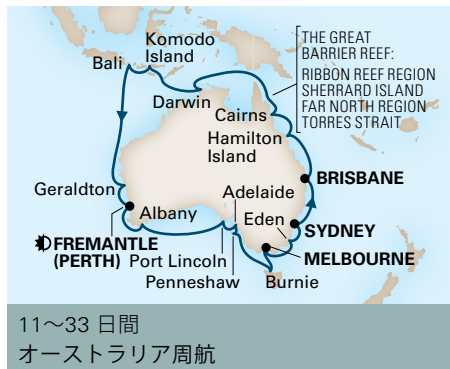 THE GREAT
BARRIER REEF:
RIBBON REEF REGION
SHERRARD ISLAND
FAR NORTH REGION
TORRES STRAIT
Komodo
Island
Bali
Darwin
Cairns
Hamilton
Island
BRISBANE
Geraldton
Adelaide
Albany
Eden
SYDNEY
FREMANTLE
(PERTH)
Port Lincoln
MELBOURNE
Penneshaw
Burnie
11～33 日間
オーストラリア周航